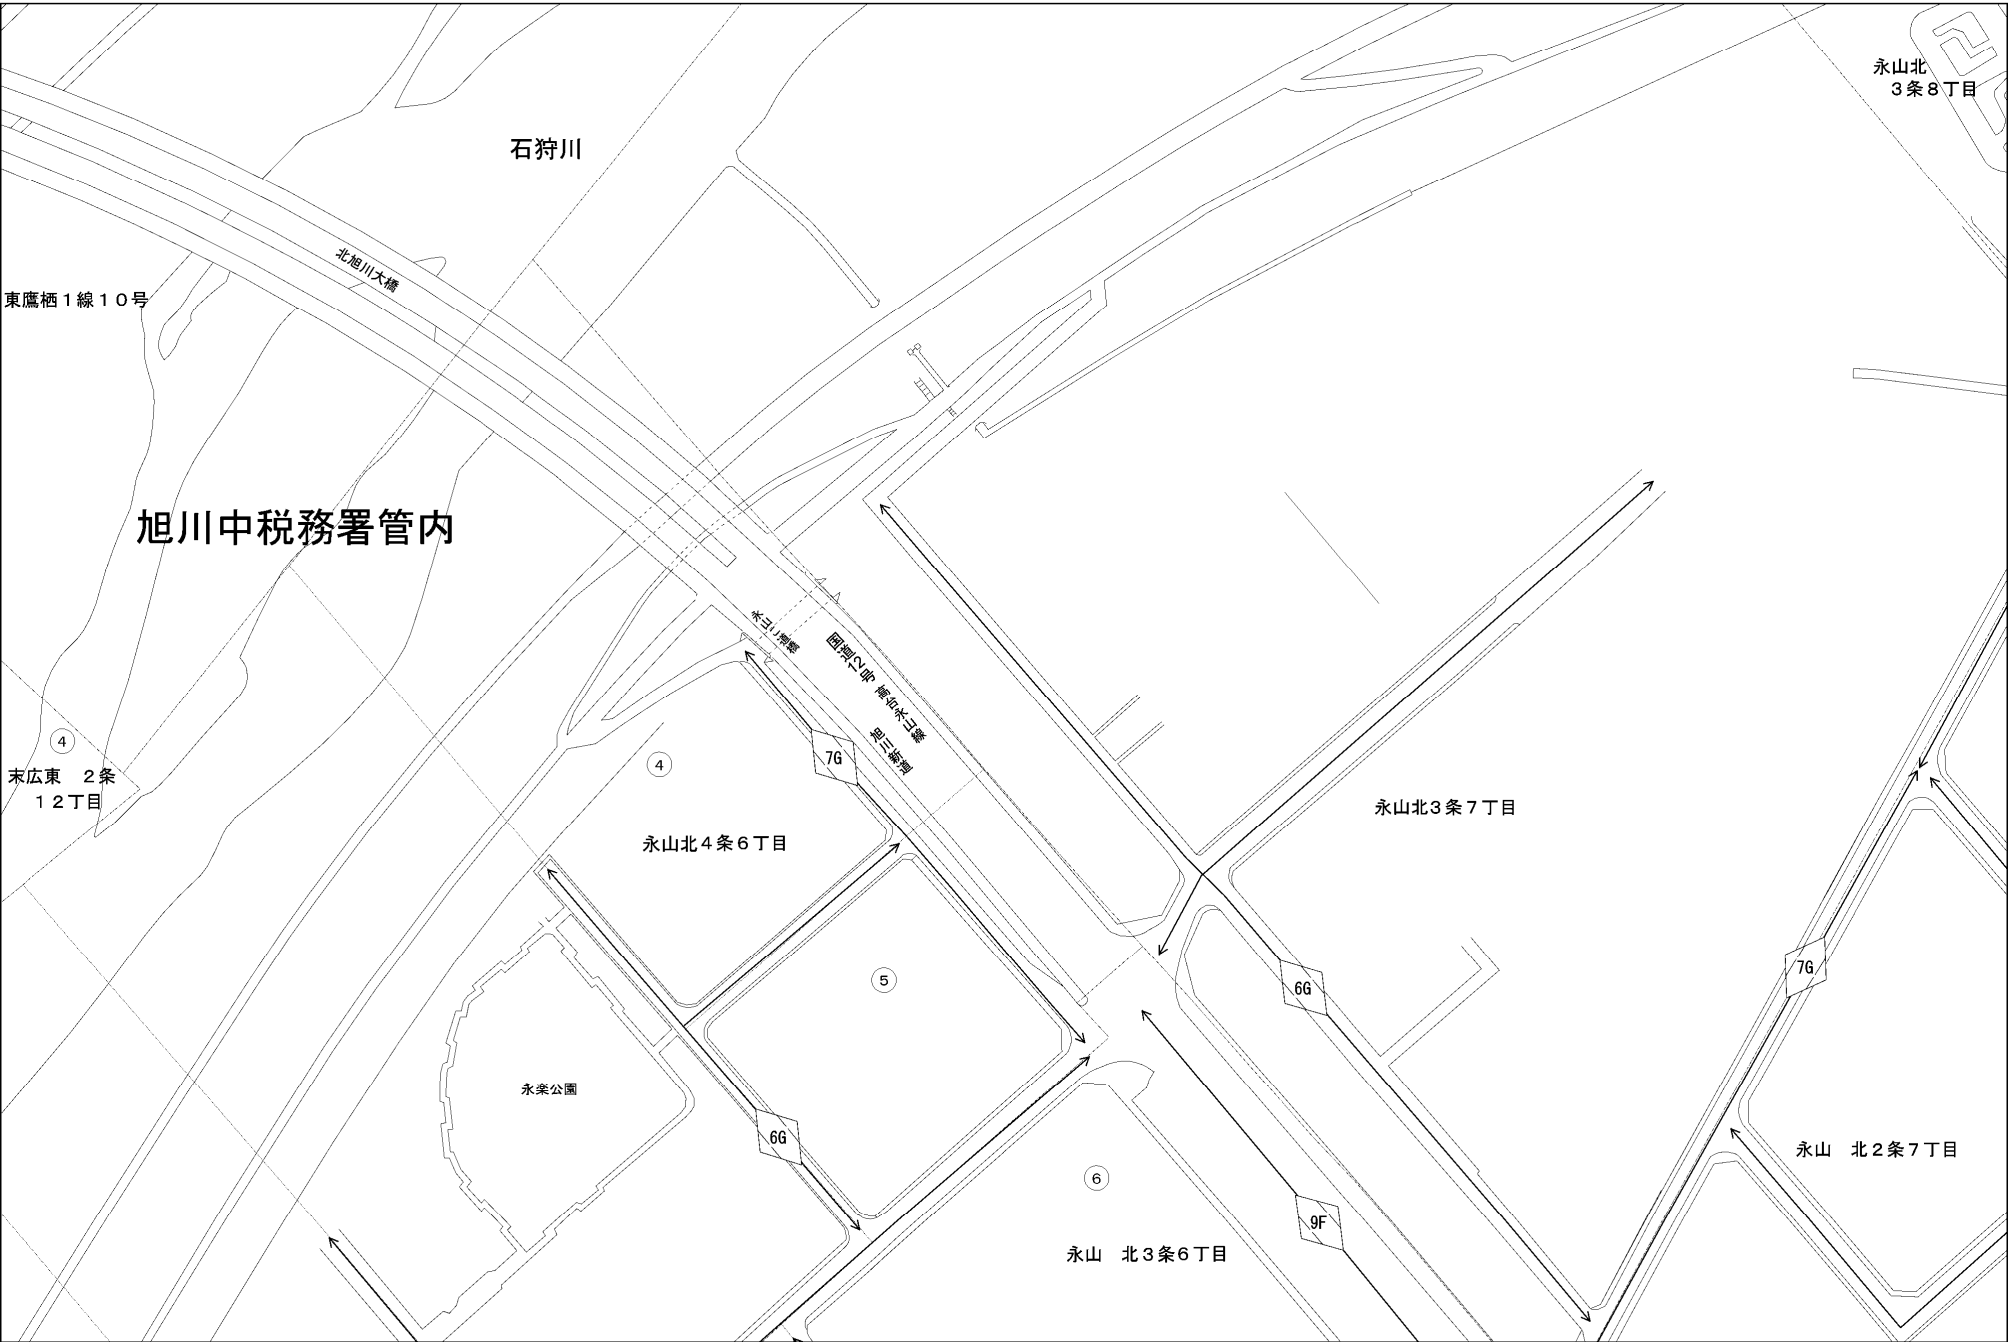 永山北
３条８丁目
石狩川
北旭川大橋
東鷹栖１線１０号
旭川中税務署管内
国道12号
高台永山線
旭川新道
④
④
7G
末広東　２条
１２丁目
永山北３条７丁目
永山北４条６丁目
7G
⑤
6G
永楽公園
6G
永山　北２条７丁目
⑥
9F
永山　北３条６丁目